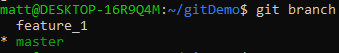 matt@DESKTOP-16R9Q4M:~/gitDemo$ git branch
  feature_1
* master